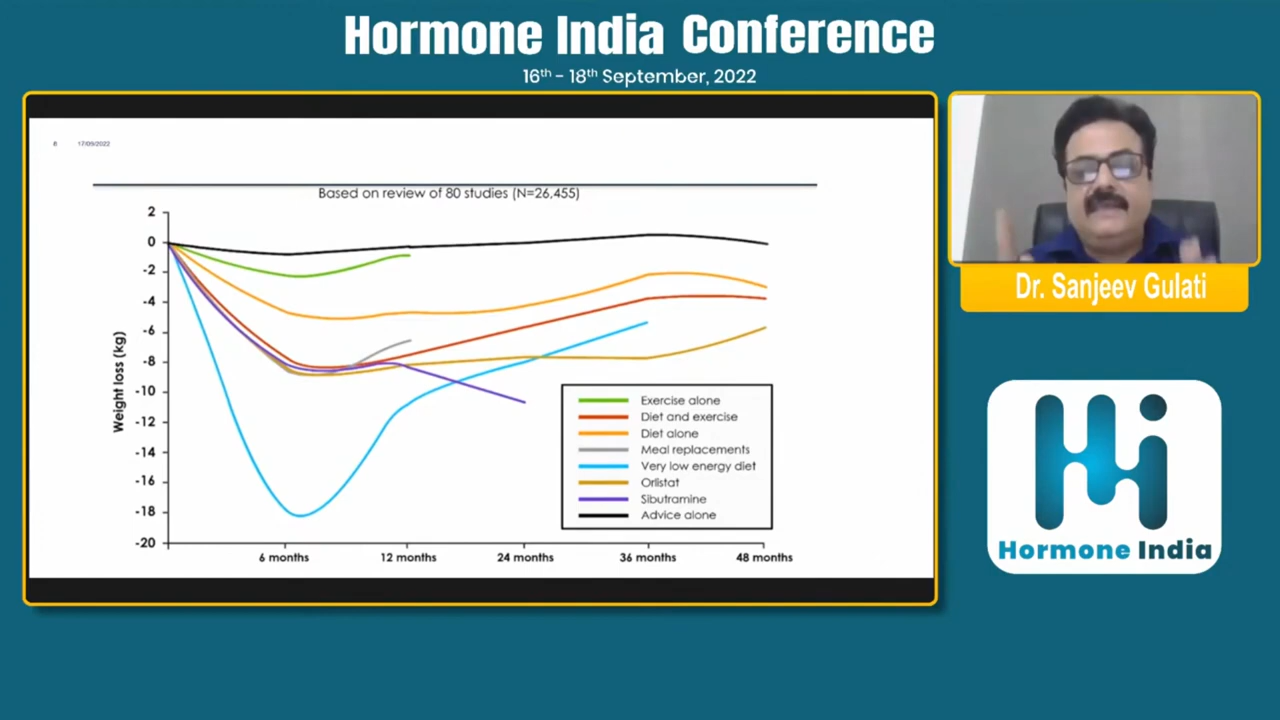 Hormone India Conference
16th - 18th September, 2022
8 17/09/2022
Based on review of 80 studies (N=26,455)
Weight loss (kg)
2
0
-2
-4
-6
-8
-10
-12
-14
-16
-18
-20
6 months
12 months
24 months
36 months
48 months
Exercise alone
Diet and exercise
Diet alone
Meal replacements
Very low energy diet
Orlistat
Sibutramine
Advice alone
Dr. Sanjeev Gulati
Hormone India